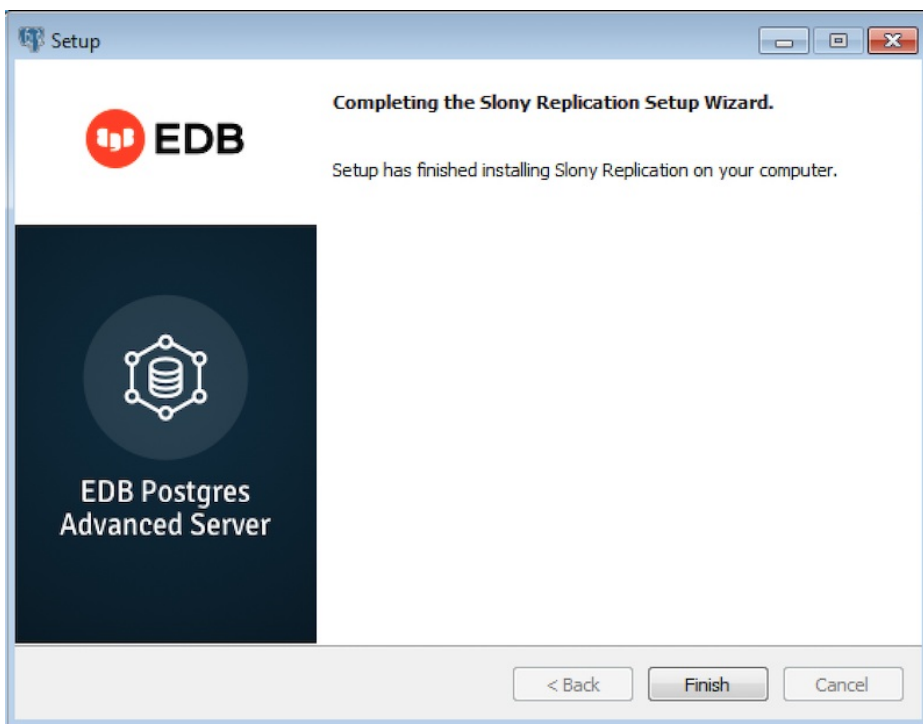 Setup
EDB
Completing the Slony Replication Setup Wizard.
Setup has finished installing Slony Replication on your computer.
EDB Postgres
Advanced Server
< Back
Finish
Cancel